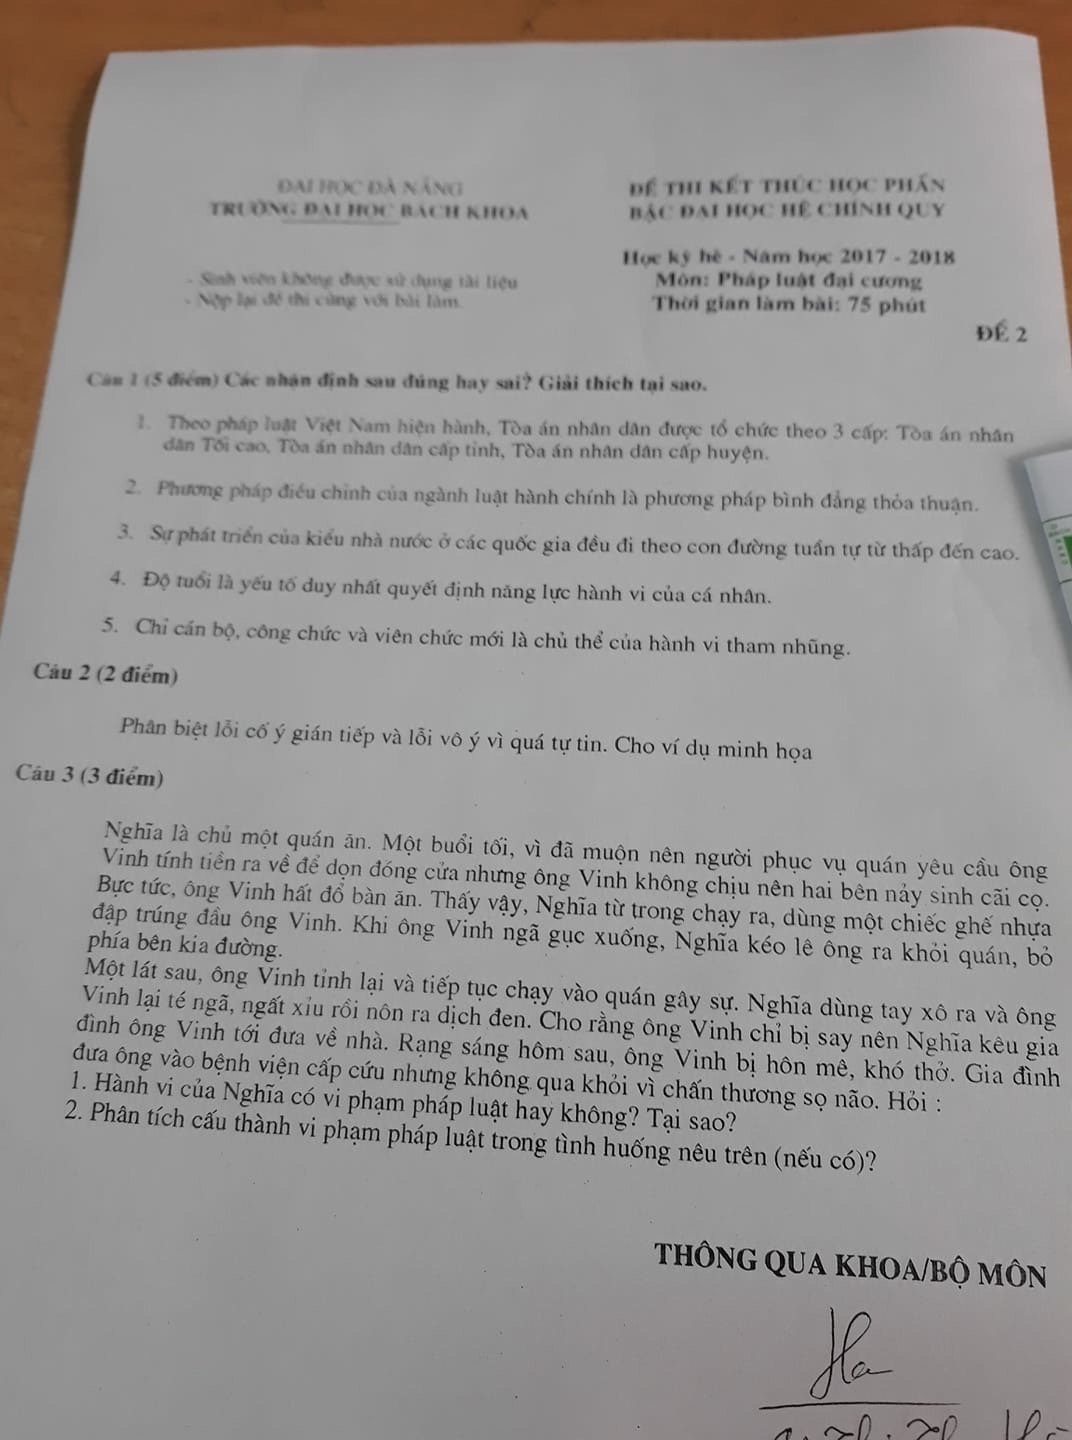 ĐẠI HỌC ĐÀ NẴNG
TRƯỜNG ĐẠI HỌC BÁCH KHOA
- Sinh viên không được sử dụng tài liệu
- Nộp lại đề thi cùng với bài làm.
ĐỀ THI KẾT THÚC HỌC PHẦN
BẬC ĐẠI HỌC HỆ CHÍNH QUY
Học kỳ hè - Năm học 2017 - 2018
Môn: Pháp luật đại cương
Thời gian làm bài: 75 phút
ĐỀ 2
Câu 1 (5 điểm) Các nhận định sau đúng hay sai? Giải thích tại sao.
1. Theo pháp luật Việt Nam hiện hành, Tòa án nhân dân được tổ chức theo 3 cấp: Tòa án nhân
dân Tối cao, Tòa án nhân dân cấp tỉnh, Tòa án nhân dân cấp huyện.
2. Phương pháp điều chỉnh của ngành luật hành chính là phương pháp bình đẳng thỏa thuận.
3. Sự phát triển của kiểu nhà nước ở các quốc gia đều đi theo con đường tuần tự từ thấp đến cao.
4. Độ tuổi là yếu tố duy nhất quyết định năng lực hành vi của cá nhân.
5. Chỉ cán bộ, công chức và viên chức mới là chủ thể của hành vi tham nhũng.
Câu 2 (2 điểm)
Phân biệt lỗi cố ý gián tiếp và lỗi vô ý vì quá tự tin. Cho ví dụ minh họa
Câu 3 (3 điểm)
Nghĩa là chủ một quán ăn. Một buổi tối, vì đã muộn nên người phục vụ quán yêu cầu ông
Vinh tính tiền ra về để dọn đóng cửa nhưng ông Vinh không chịu nên hai bên nảy sinh cãi cọ.
Bực tức, ông Vinh hất đổ bàn ăn. Thấy vậy, Nghĩa từ trong chạy ra, dùng một chiếc ghế nhựa
đập trúng đầu ông Vinh. Khi ông Vinh ngã gục xuống, Nghĩa kéo lê ông ra khỏi quán, bỏ
phía bên kia đường.
Một lát sau, ông Vinh tỉnh lại và tiếp tục chạy vào quán gây sự. Nghĩa dùng tay xô ra và ông
Vinh lại té ngã, ngất xỉu rồi nôn ra dịch đen. Cho rằng ông Vinh chỉ bị say nên Nghĩa kêu gia
đình ông Vinh tới đưa về nhà. Rạng sáng hôm sau, ông Vinh bị hôn mê, khó thở. Gia đình
đưa ông vào bệnh viện cấp cứu nhưng không qua khỏi vì chấn thương sọ não. Hỏi :
1. Hành vi của Nghĩa có vi phạm pháp luật hay không? Tại sao?
2. Phân tích cấu thành vi phạm pháp luật trong tình huống nêu trên (nếu có)?
THÔNG QUA KHOA/BỘ MÔN